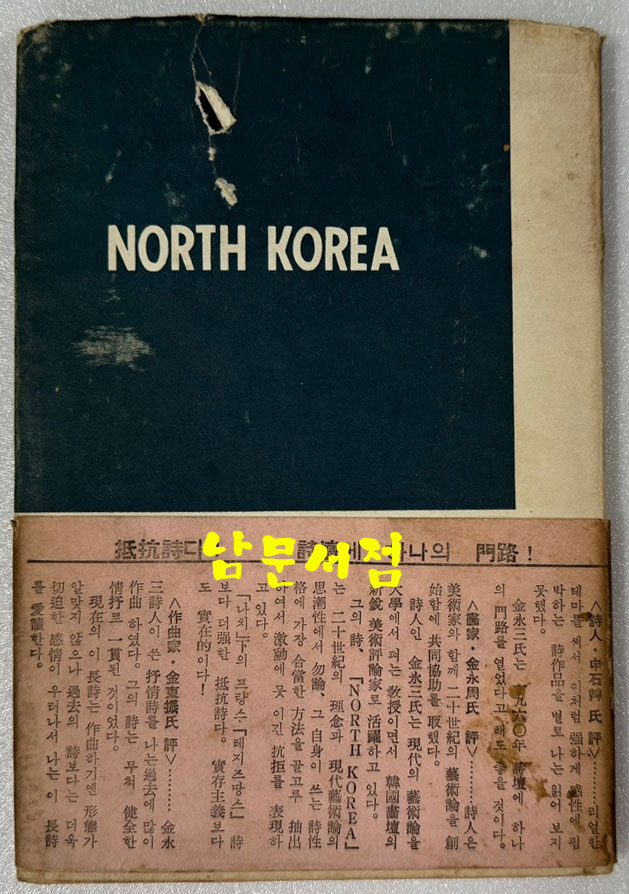 NORTH KOREA
남문서점
抵抗詩다 나의 門路!
〈詩人·申石艸氏 評〉………리얼한
테마를 써서 이처럼 强하게 感性에 핍
박하는 詩作品을 별로 나는 읽어 보지
못했다.
金永三氏는 一九六〇年 詩壇에 하나
의 門路를 열었다고 해도 좋을 것이다.
〈畵家·金永周氏 評〉………詩人은
美術家와 함께 二十世紀의 藝術論을 創
始함에 共同協助를 取했다.
詩人인 金永三氏는 現代의 藝術論을
大學에서 펴는 敎授이면서 韓國畵壇의
新銳 美術評論家로 活躍하고 있다.
그의 詩, 『NORTH KOREA』
는 二十世紀의 理念과 現代藝術論의
思潮性에서 勿論, 그 自身이 쓰는 詩性
格에 가장 合當한 方法을 골고루 抽出
하여서 激動에 못 이긴 抗拒를 表現하
고 있다.
『나치』下의 프랑스『레지즈땅스』 詩
보다 더强한 抵抗詩다. 實存主義보다
도 實在的이다!
〈作曲家·金東振氏 評〉………金永
三詩人이 쓴 抒情詩를 나는 過去에 많이
作曲 하였다. 그의 詩는 무척 健全한
情抒로 一貫된 것이었다.
現在의 이 長詩는 作曲하기엔 形態가
알맞지 않으나 過去의 詩보다는 더욱
切迫한 感情이 우러나서 나는 이 長詩
를 愛讀한다.